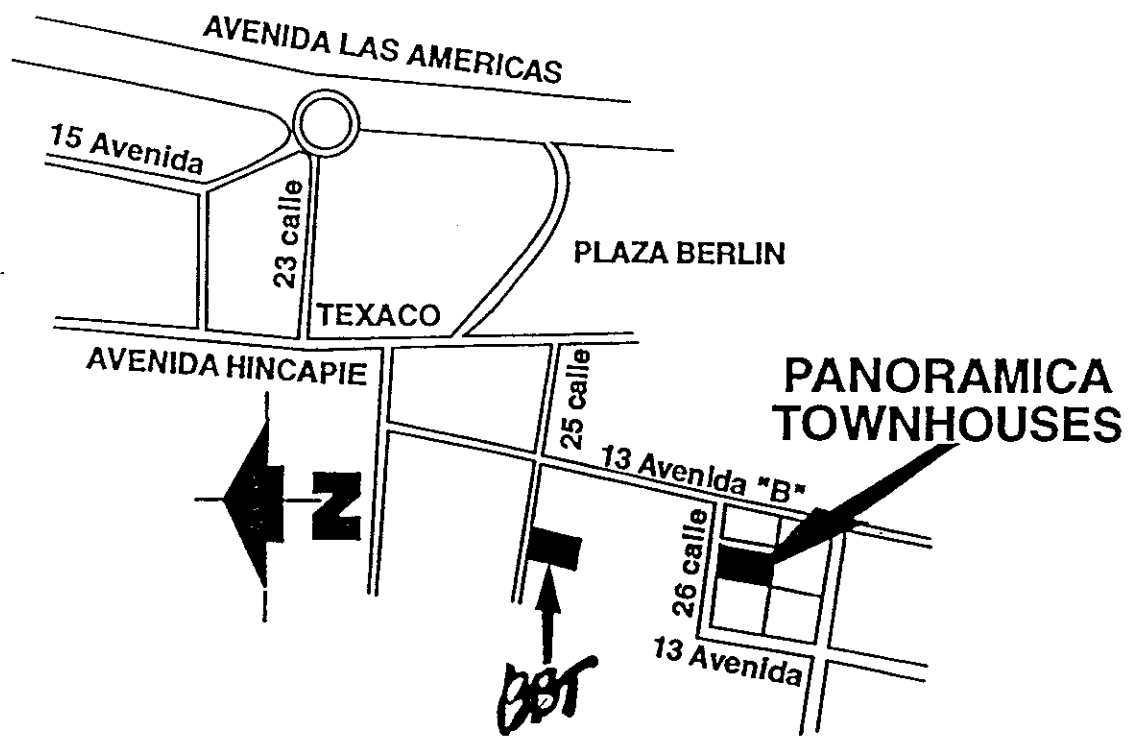 AVENIDA LAS AMERICAS
15 Avenida
23 calle
PLAZA BERLIN
TEXACO
AVENIDA HINCAPIE
25 calle
PANORAMICA
TOWNHOUSES
13 Avenida "B"
N
26 calle
13 Avenida
BBT